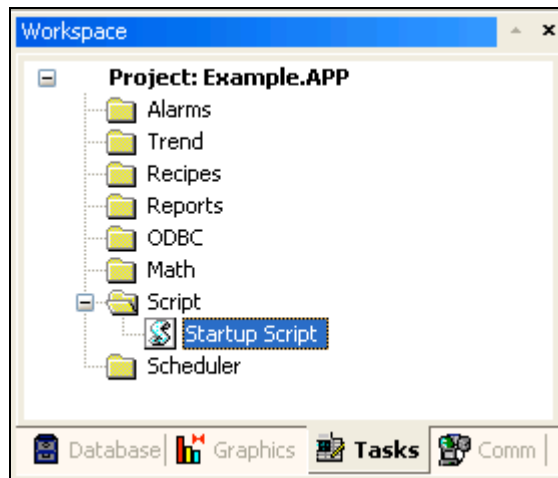 Workspace
Project: Example.APP
Alarms
Trend
Recipes
Reports
ODBC
Math
Script
Startup Script
Scheduler
Database Graphics Tasks Comm